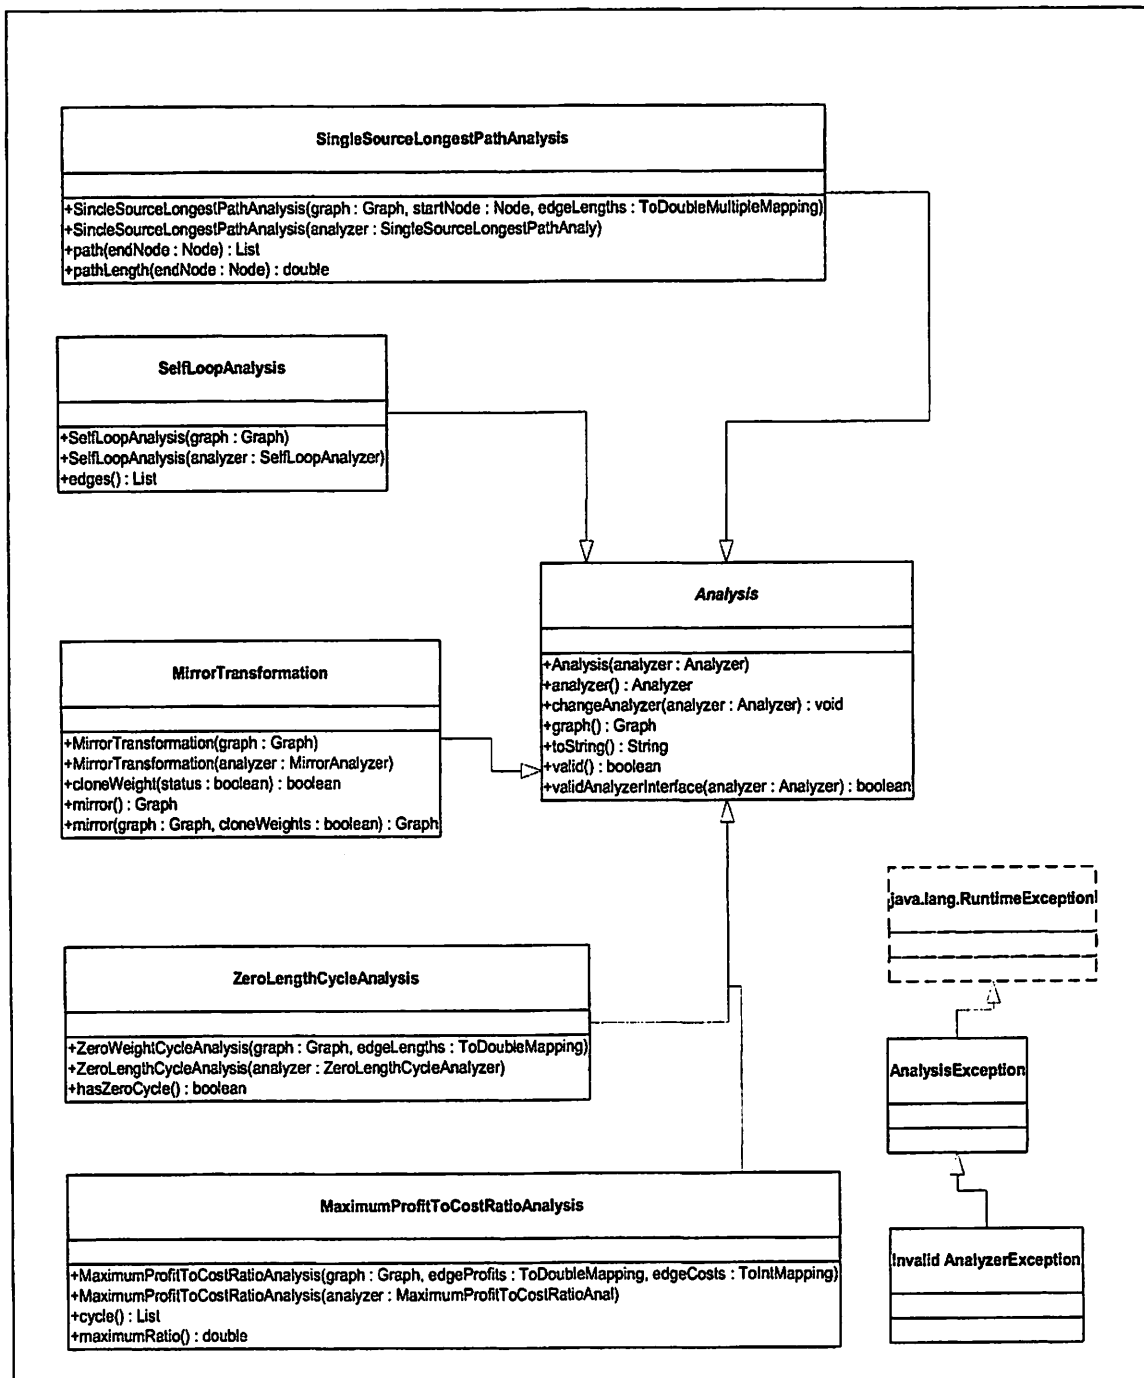 SingleSourceLongestPathAnalysis
+SincleSourceLongestPathAnalysis(graph : Graph, startNode : Node, edgeLengths : ToDoubleMultipleMapping)
+SincleSourceLongestPathAnalysis(analyzer : SingleSourceLongestPathAnaly)
+path(endNode : Node) : List
+pathLength(endNode : Node) : double
SelfLoopAnalysis
+SelfLoopAnalysis(graph : Graph)
+SelfLoopAnalysis(analyzer : SelfLoopAnalyzer)
+edges() : List
Analysis
+Analysis(analyzer : Analyzer)
+analyzer() : Analyzer
+changeAnalyzer(analyzer : Analyzer) : void
+graph() : Graph
+toString() : String
+valid() : boolean
+validAnalyzerInterface(analyzer : Analyzer) : boolean
MirrorTransformation
+MirrorTransformation(graph : Graph)
+MirrorTransformation(analyzer : MirrorAnalyzer)
+cloneWeight(status : boolean) : boolean
+mirror() : Graph
+mirror(graph : Graph, cloneWeights : boolean) : Graph
java.lang.RuntimeException
ZeroLengthCycleAnalysis
+ZeroWeightCycleAnalysis(graph : Graph, edgeLengths : ToDoubleMapping)
+ZeroLengthCycleAnalysis(analyzer : ZeroLengthCycleAnalyzer)
+hasZeroCycle() : boolean
AnalysisException
MaximumProfitToCostRatioAnalysis
+MaximumProfitToCostRatioAnalysis(graph : Graph, edgeProfits : ToDoubleMapping, edgeCosts : ToIntMapping)
+MaximumProfitToCostRatioAnalysis(analyzer : MaximumProfitToCostRatioAnal)
+cycle() : List
+maximumRatio() : double
Invalid AnalyzerException